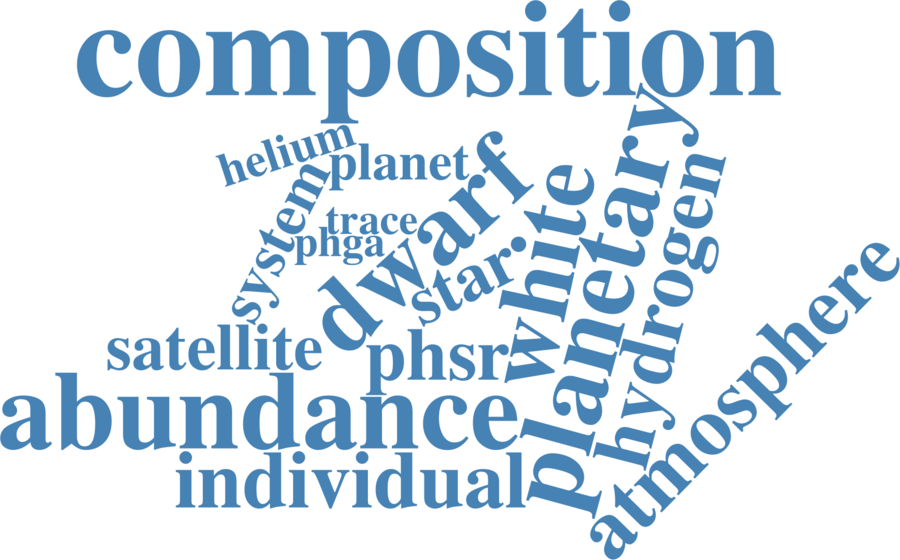 composition
helium
planet
system
trace
phga
dwarf
star
white
planetary
hydrogen
atmosphere
satellite
phsr
abundance
individual